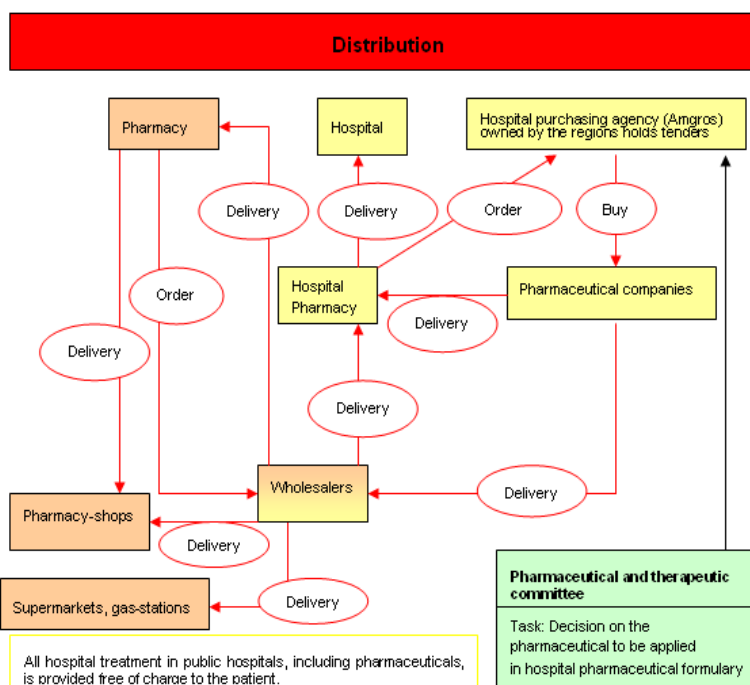 Distribution
Pharmacy
Hospital
Hospital purchasing agency (Amgros)
owned by the regions holds tenders
Delivery
Delivery
Order
Buy
Order
Hospital
Pharmacy
Pharmaceutical companies
Delivery
Delivery
Delivery
Wholesalers
Delivery
Pharmacy-shops
Delivery
Supermarkets, gas-stations
Delivery
Pharmaceutical and therapeutic
committee
Task: Decision on the
pharmaceutical to be applied
in hospital pharmaceutical formulary
All hospital treatment in public hospitals, including pharmaceuticals,
is provided free of charge to the patient.